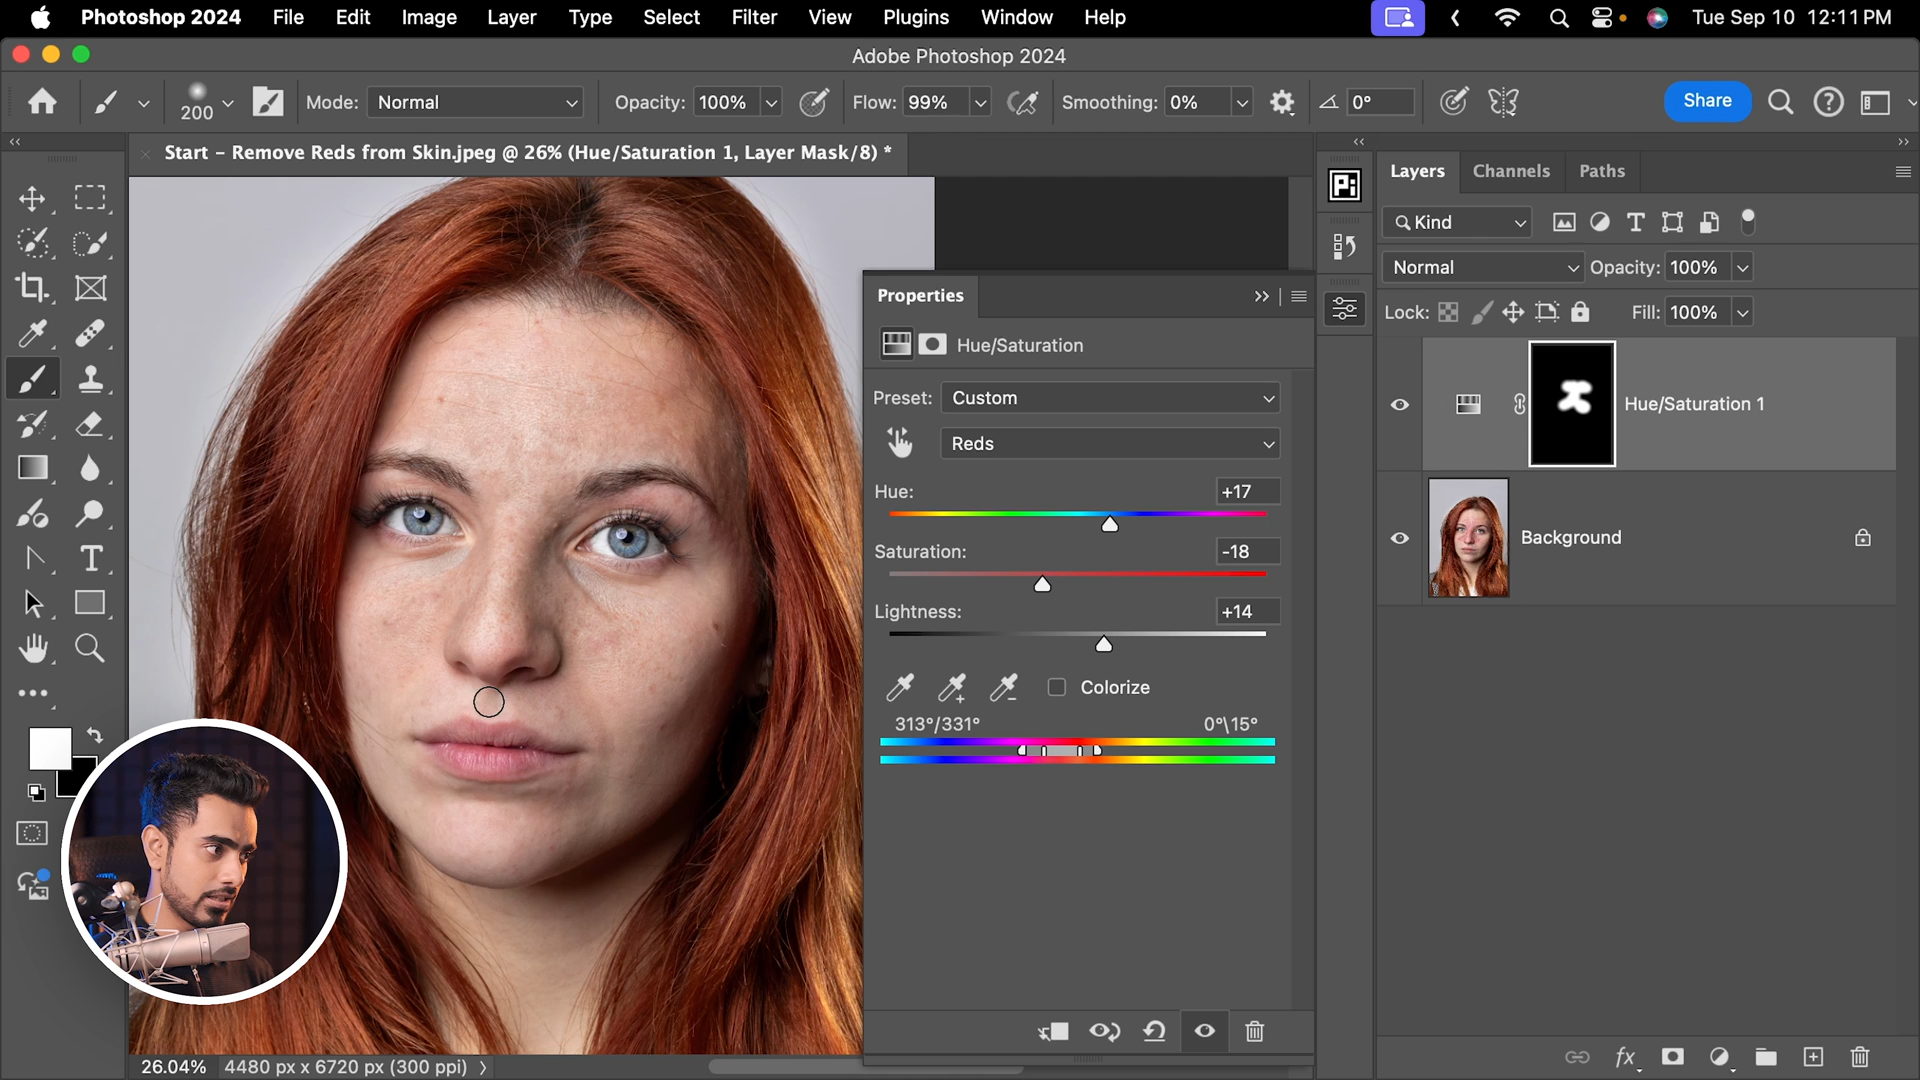 Photoshop 2024 File Edit Image Layer Type Select Filter View Plugins Window Help Tue Sep 10 12:11 PM
Adobe Photoshop 2024
200 Mode: Normal Opacity: 100% Flow: 99% Smoothing: 0% 0° Share
Start – Remove Reds from Skin.jpeg @ 26% (Hue/Saturation 1, Layer Mask/8) *
Layers Channels Paths
Kind
Normal Opacity: 100%
Lock: Fill: 100%
Hue/Saturation 1
Background
Properties
Hue/Saturation
Preset: Custom
Reds
Hue: +17
Saturation: -18
Lightness: +14
Colorize
313°/331° 0°\15°
26.04% 4480 px x 6720 px (300 ppi)
fx